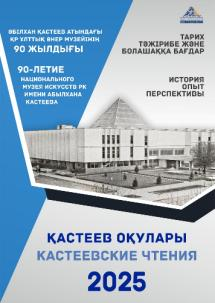 ӘБІЛХАН ҚАСТЕЕВ АТЫНДАҒЫ
ҚР ҰЛТТЫҚ ӨНЕР МУЗЕЙІНІҢ
90 ЖЫЛДЫҒЫ
90-ЛЕТИЕ
НАЦИОНАЛЬНОГО
МУЗЕЯ ИСКУССТВ РК
ИМЕНИ АБЫЛХАНА
КАСТЕЕВА
ТАРИХ
ТӘЖІРИБЕ ЖӘНЕ
БОЛАШАҚҚА БАҒДАР
ИСТОРИЯ
ОПЫТ
ПЕРСПЕКТИВЫ
ҚАСТЕЕВ ОҚУЛАРЫ
КАСТЕЕВСКИЕ ЧТЕНИЯ
2025